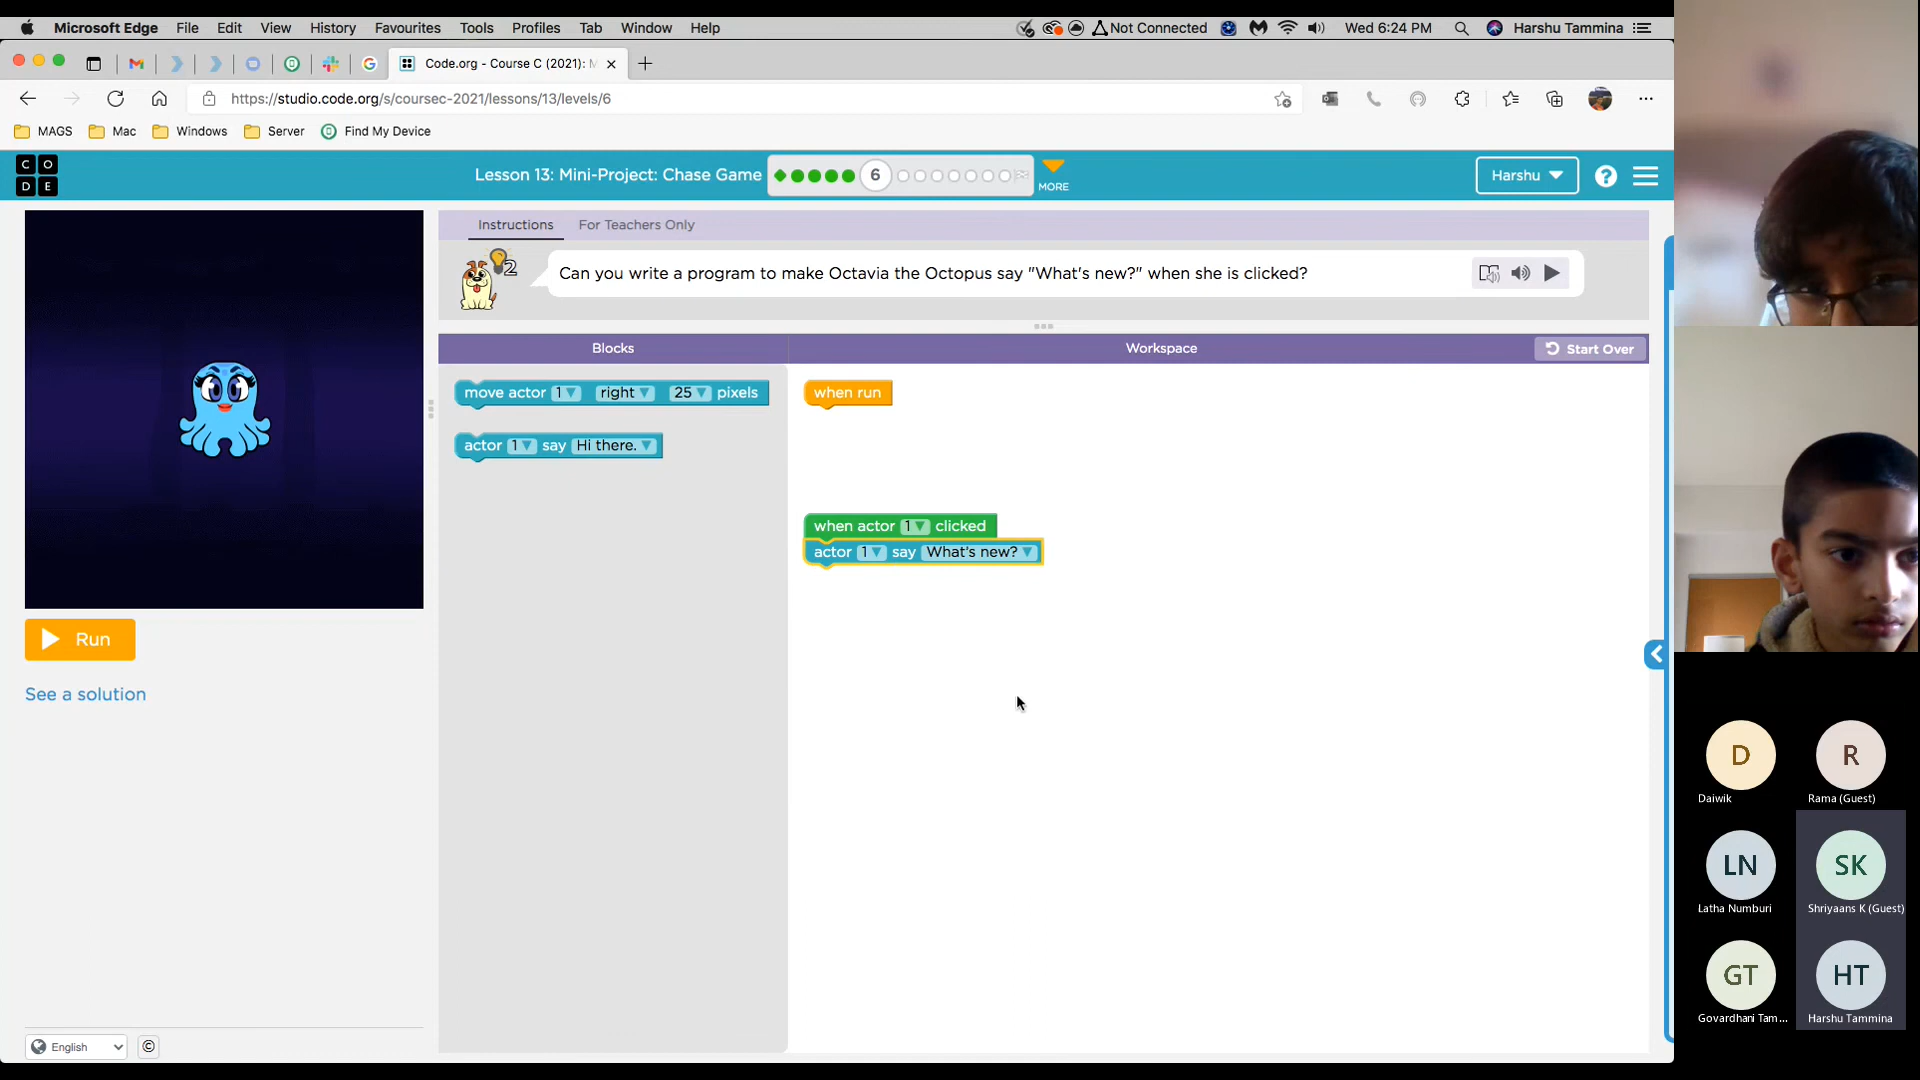 Microsoft Edge File Edit View History Favourites Tools Profiles Tab Window Help Not Connected Wed 6:24 PM Harshu Tammina
Code.org - Course C (2021):
https://studio.code.org/s/coursec-2021/lessons/13/levels/6
MAGS Mac Windows Server Find My Device
C O
D E
Lesson 13: Mini-Project: Chase Game 6 MORE Harshu ?
Instructions For Teachers Only
2 Can you write a program to make Octavia the Octopus say "What's new?" when she is clicked?
Blocks Workspace Start Over
move actor 1 right 25 pixels
actor 1 say Hi there.
when run
when actor 1 clicked
actor 1 say What's new?
Run
See a solution
English ©
D R
Daiwik Rama (Guest)
LN SK
Latha Numburi Shriyaans K (Guest)
GT HT
Govardhani Tam... Harshu Tammina